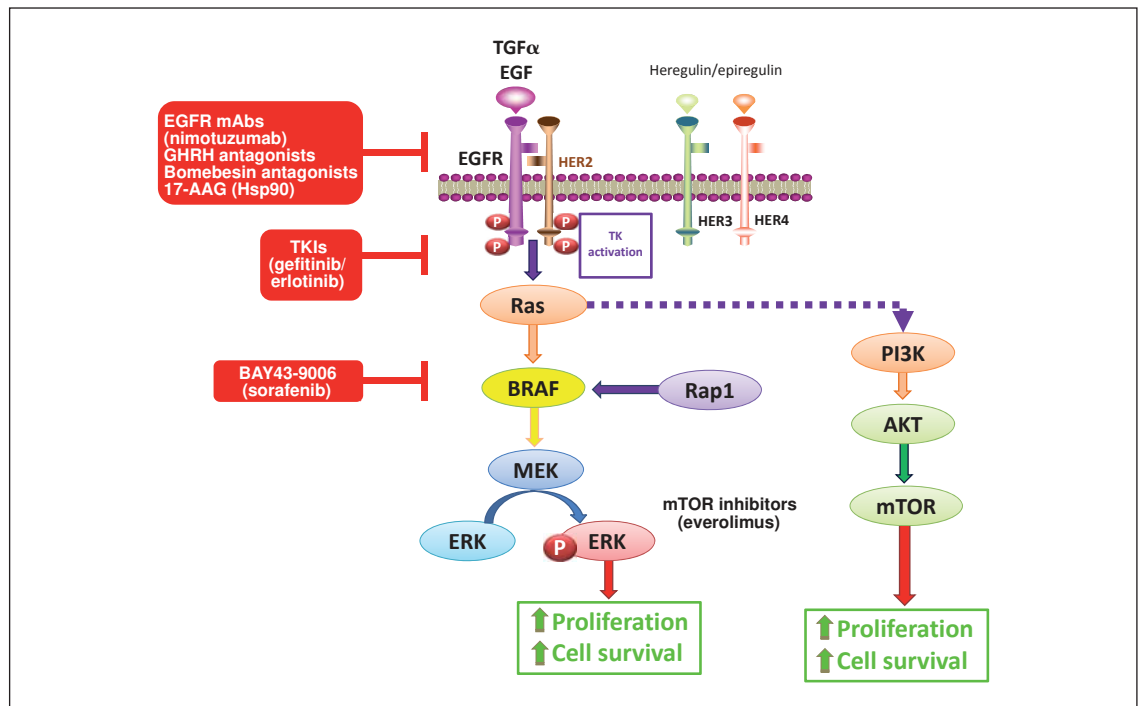 TGFα
EGF
Heregulin/epiregulin
EGFR mAbs
(nimotuzumab)
GHRH antagonists
Bomebesin antagonists
17-AAG (Hsp90)
EGFR
HER2
HER3
HER4
P
P
P
P
TK
activation
TKIs
(gefitinib/
erlotinib)
Ras
PI3K
BAY43-9006
(sorafenib)
BRAF
Rap1
AKT
MEK
mTOR inhibitors
(everolimus)
mTOR
ERK
P
ERK
Proliferation
Cell survival
Proliferation
Cell survival